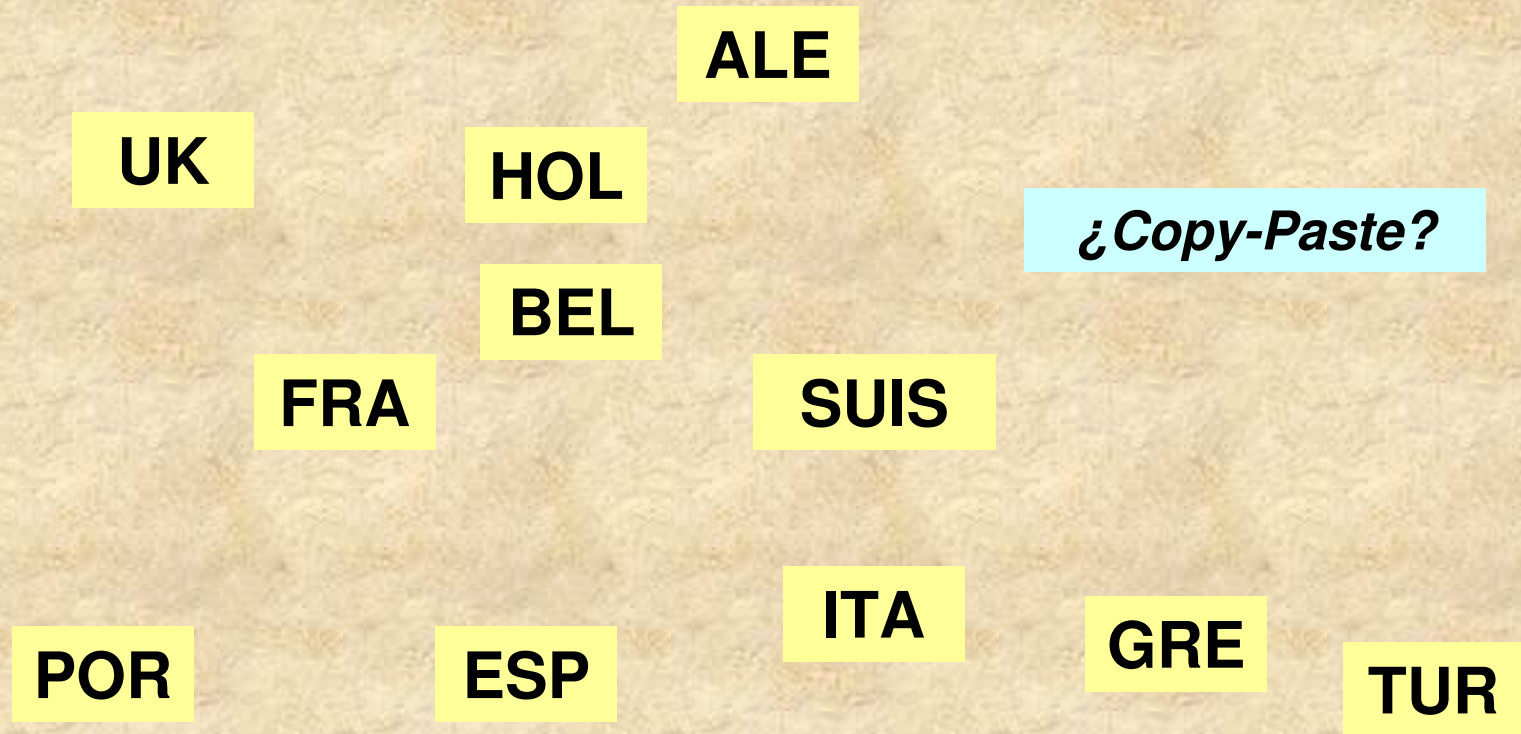 ALE
UK
HOL
¿Copy-Paste?
BEL
FRA
SUIS
ITA
GRE
POR
ESP
TUR